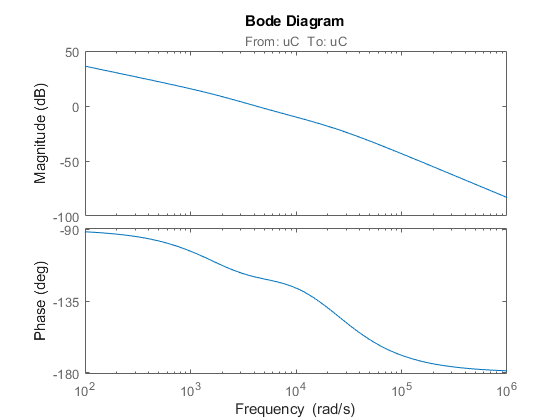 Bode Diagram
From: uC To: uC
50
0
-50
-100
Magnitude (dB)
-90
-135
-180
Phase (deg)
10^2 10^3 10^4 10^5 10^6
Frequency (rad/s)